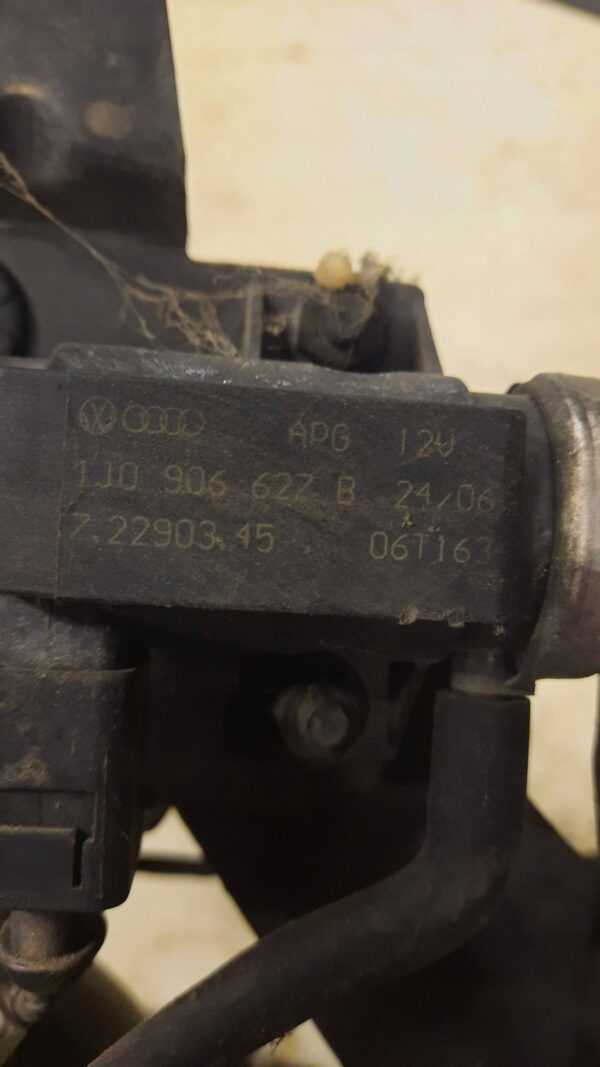 APG 12V
1J0 906 627 B 24/06
7.22903.45 . 06T163